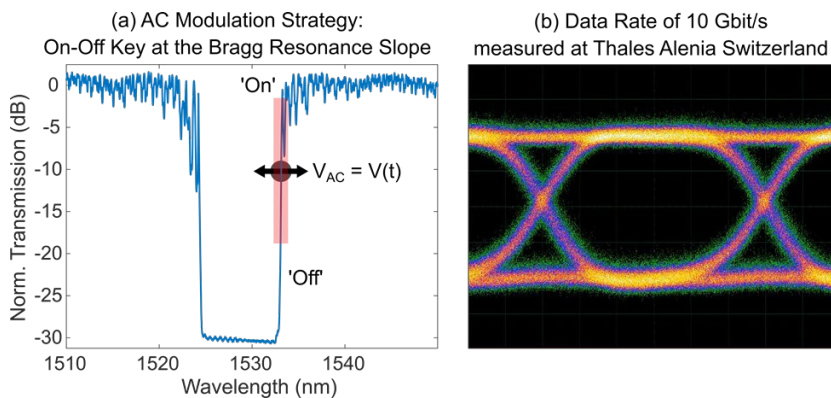 (a) AC Modulation Strategy:
On-Off Key at the Bragg Resonance Slope
(b) Data Rate of 10 Gbit/s
measured at Thales Alenia Switzerland
Norm. Transmission (dB)
0
-5
-10
-15
-20
-25
-30
'On'
V_AC = V(t)
'Off'
1510
1520
1530
1540
Wavelength (nm)